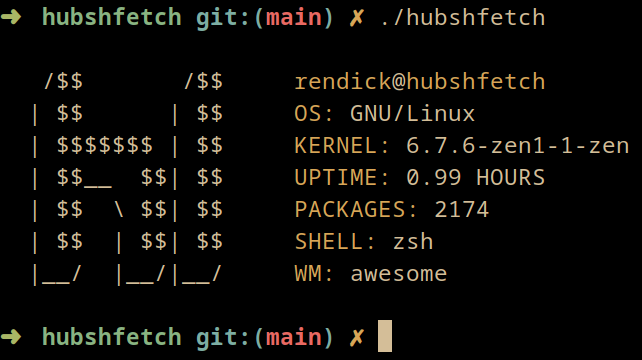 ➜  hubshfetch git:(main) ✗ ./hubshfetch

  /$$       /$$     rendick@hubshfetch
 | $$      | $$     OS: GNU/Linux
 | $$$$$$$ | $$     KERNEL: 6.7.6-zen1-1-zen
 | $$__  $$| $$     UPTIME: 0.99 HOURS
 | $$  \ $$| $$     PACKAGES: 2174
 | $$  | $$| $$     SHELL: zsh
 |__/  |__/|__/     WM: awesome

➜  hubshfetch git:(main) ✗